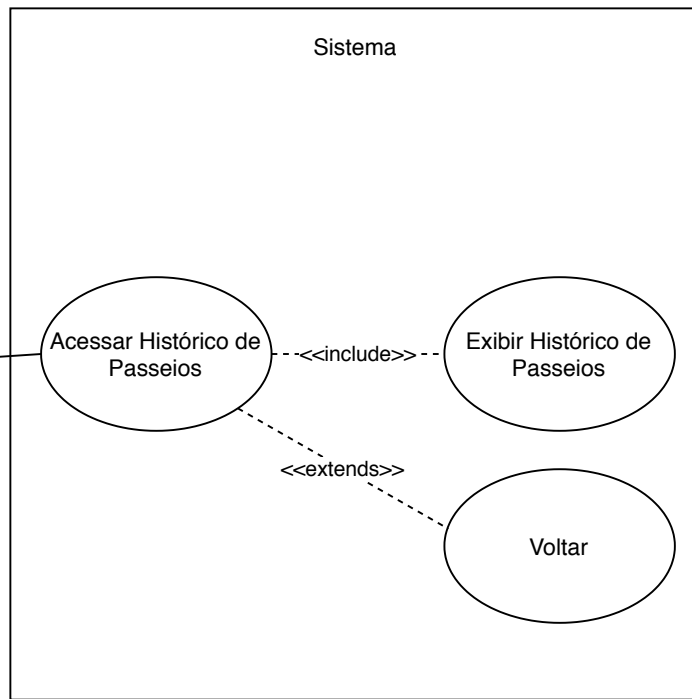 Sistema
Acessar Histórico de
Passeios
<<include>>
Exibir Histórico de
Passeios
<<extends>>
Voltar